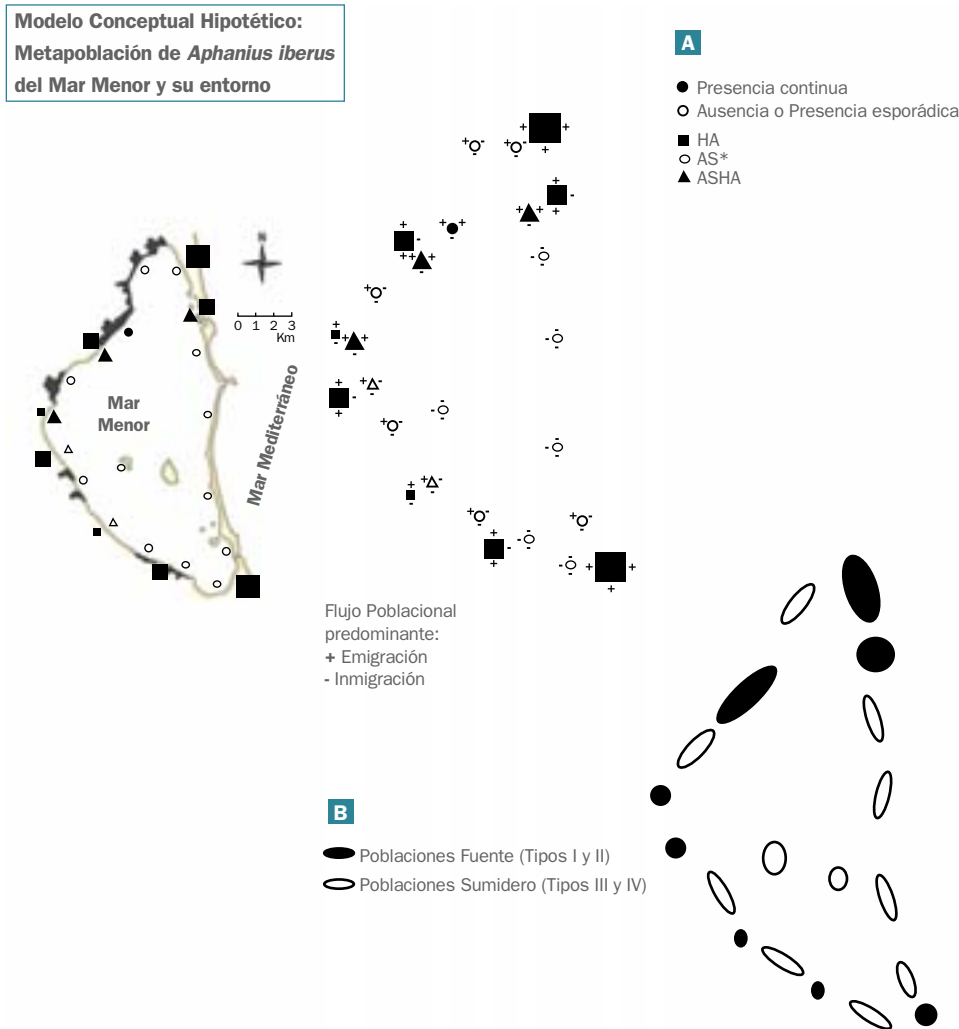 Modelo Conceptual Hipotético:
Metapoblación de Aphanius iberus
del Mar Menor y su entorno
A
Presencia continua
Ausencia o Presencia esporádica
HA
AS*
ASHA
N
0 1 2 3
Km
Mar
Menor
Mar Mediterráneo
Flujo Poblacional
predominante:
+ Emigración
- Inmigración
B
Poblaciones Fuente (Tipos I y II)
Poblaciones Sumidero (Tipos III y IV)